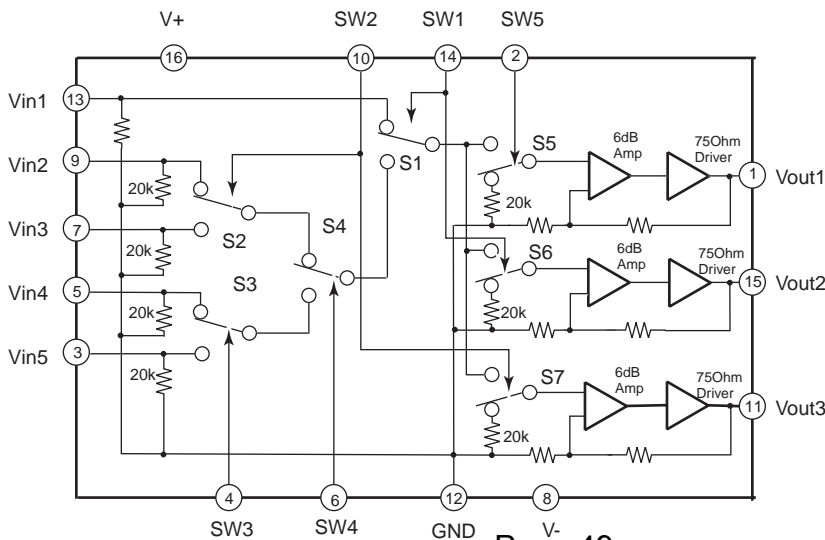 V+ SW2 SW1 SW5
16 10 14 2
Vin1 13
6dB Amp 75Ohm Driver
S5
S1
Vin2 9
20k
1 Vout1
20k
S4
Vin3 7
S2
20k
S6
6dB Amp 75Ohm Driver
Vin4 5
S3
15 Vout2
20k
20k
Vin5 3
20k
S7
6dB Amp 75Ohm Driver
11 Vout3
20k
4 6 12 8
SW3 SW4 GND V-